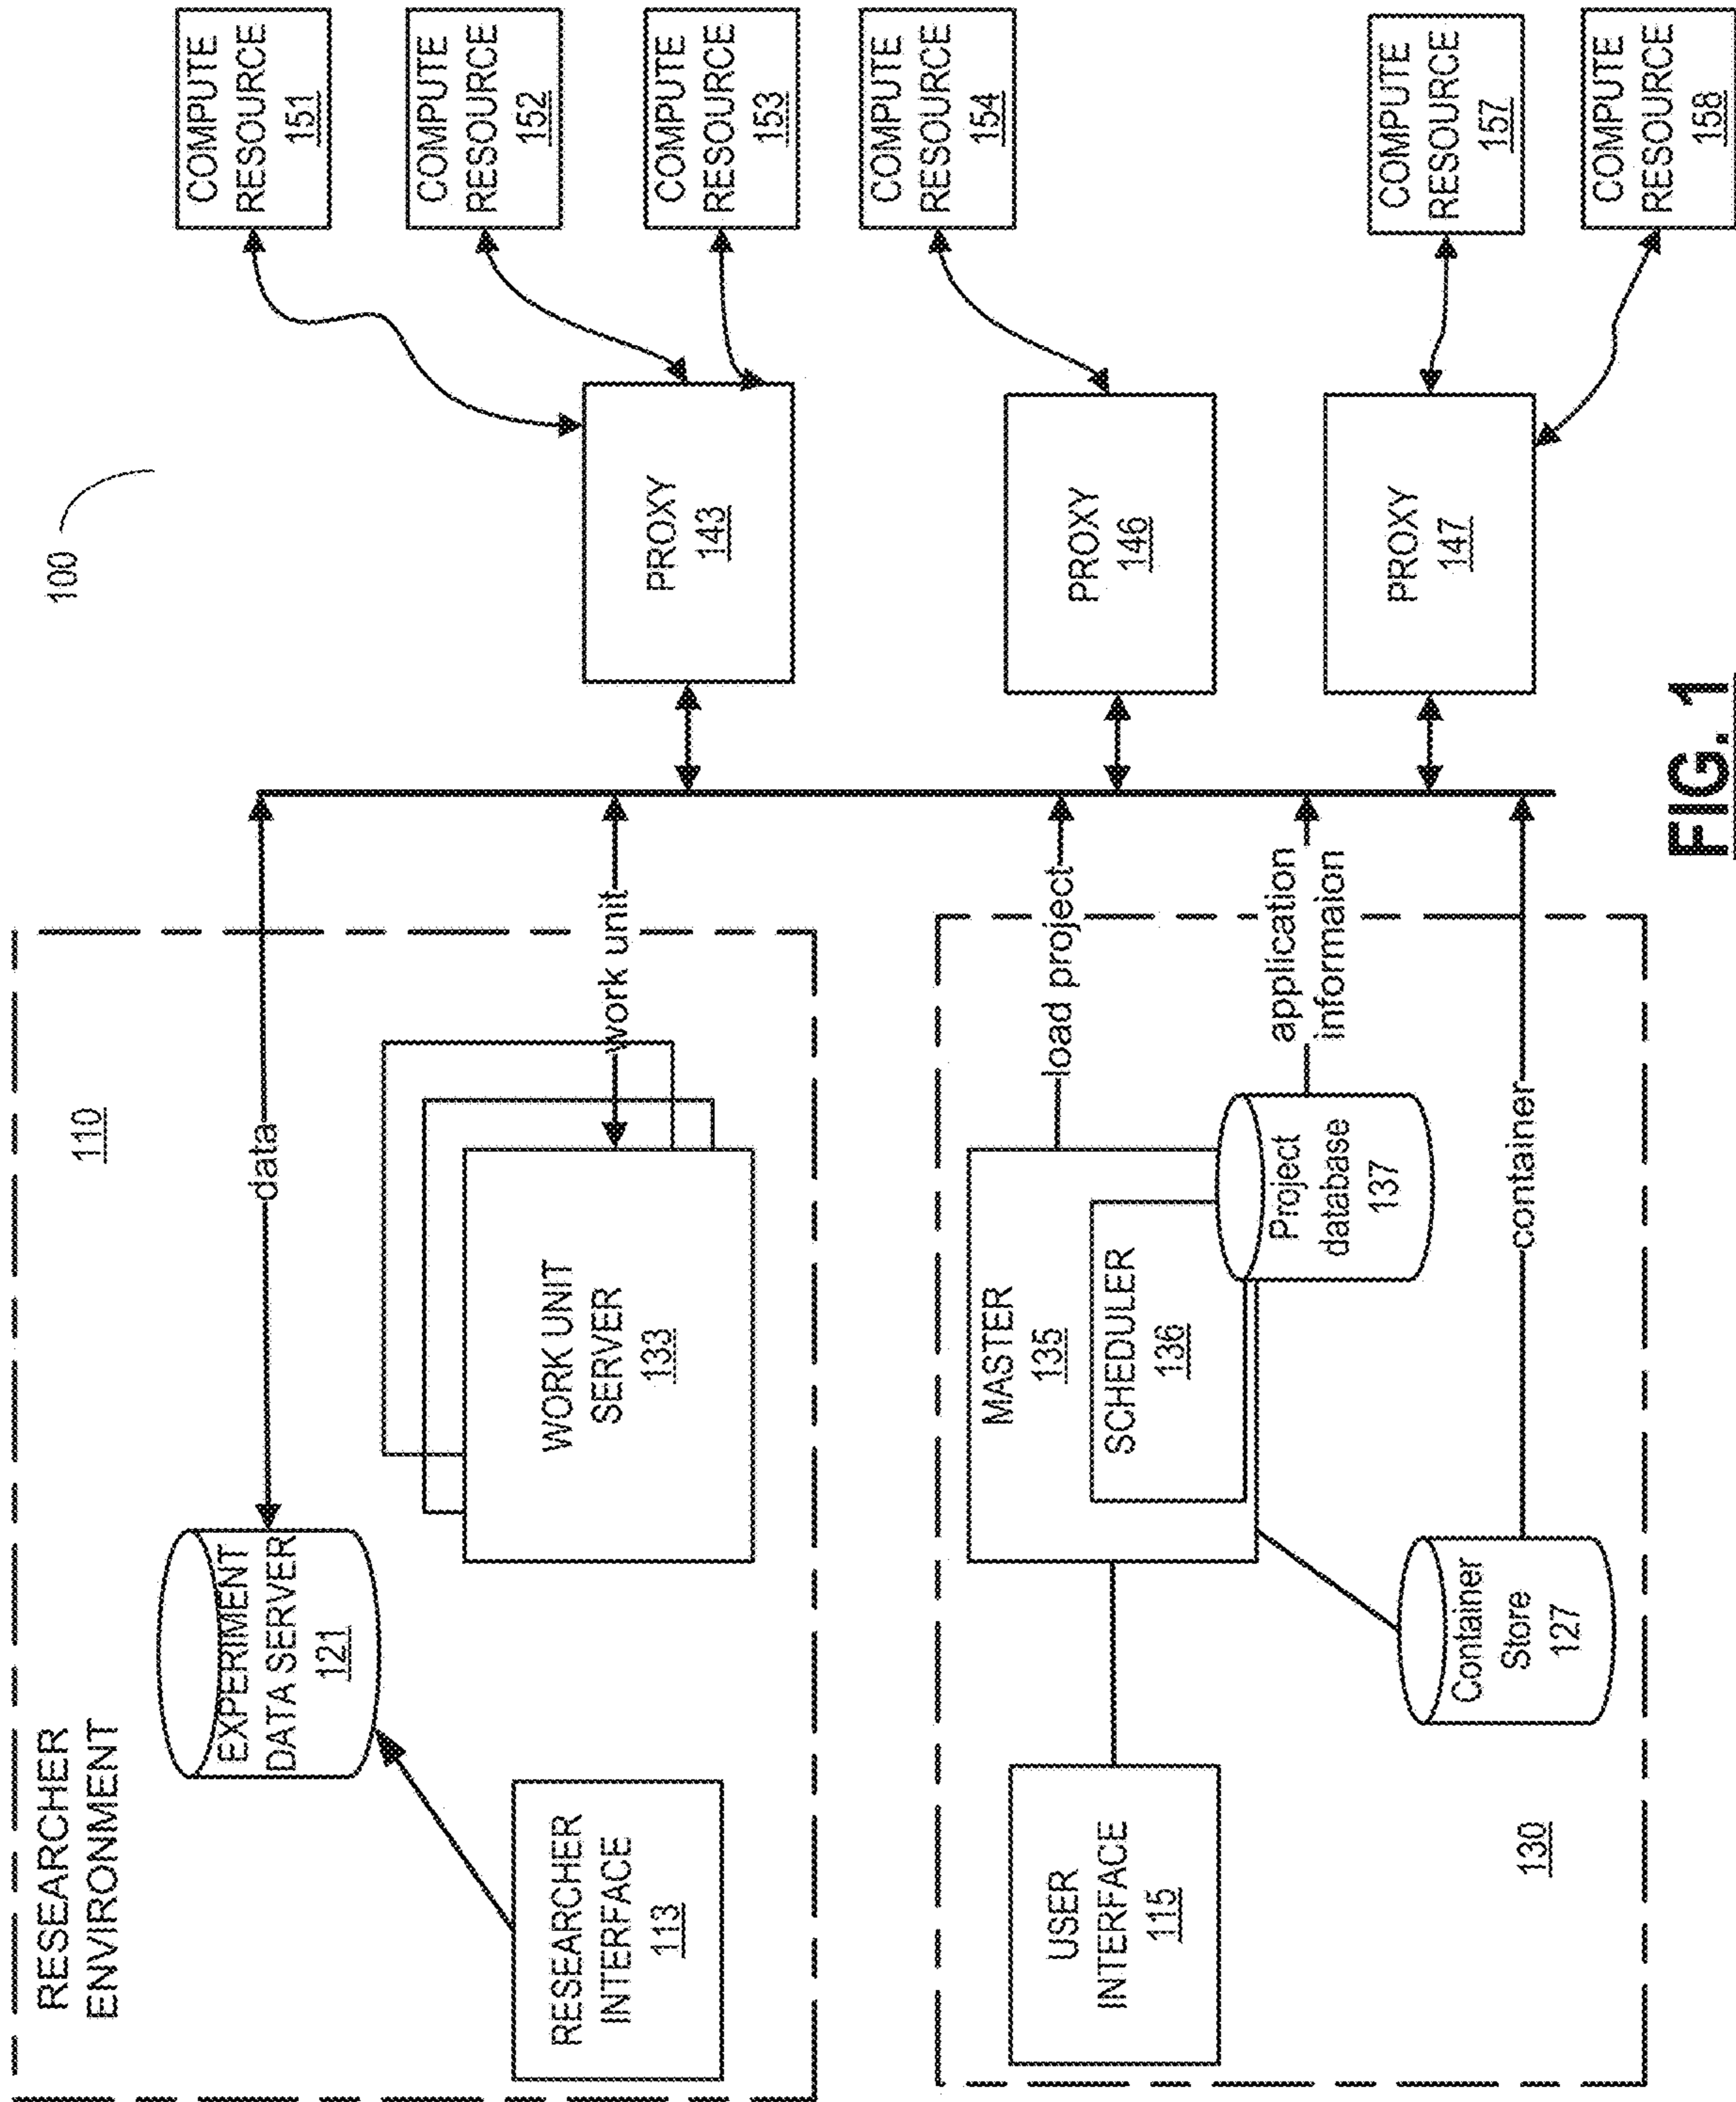 100
RESEARCHER
ENVIRONMENT
110
EXPERIMENT
DATA SERVER
121
data
RESEARCHER
INTERFACE
113
WORK UNIT
SERVER
133
work unit
USER
INTERFACE
115
MASTER
135
SCHEDULER
136
load project
Project
database
137
application
informaion
Container
Store
127
container
130
PROXY
143
PROXY
146
PROXY
147
COMPUTE
RESOURCE
151
COMPUTE
RESOURCE
152
COMPUTE
RESOURCE
153
COMPUTE
RESOURCE
154
COMPUTE
RESOURCE
157
COMPUTE
RESOURCE
158
FIG. 1